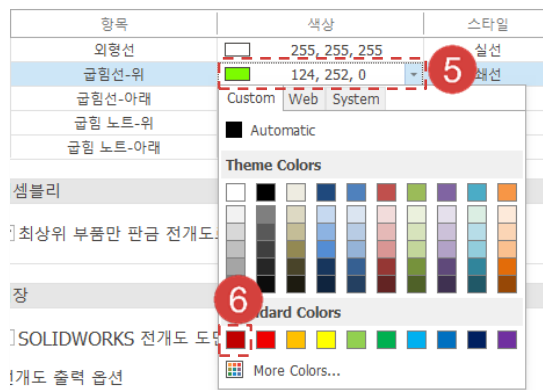 항목 색상 스타일
외형선 255, 255, 255 실선
굽힘선-위 124, 252, 0 5 쇄선
굽힘선-아래
굽힘 노트-위
굽힘 노트-아래
Custom Web System
Automatic
Theme Colors
셈블리
최상위 부품만 판금 전개도
장
6
dard Colors
SOLIDWORKS 전개도 도
개도 출력 옵션
More Colors...